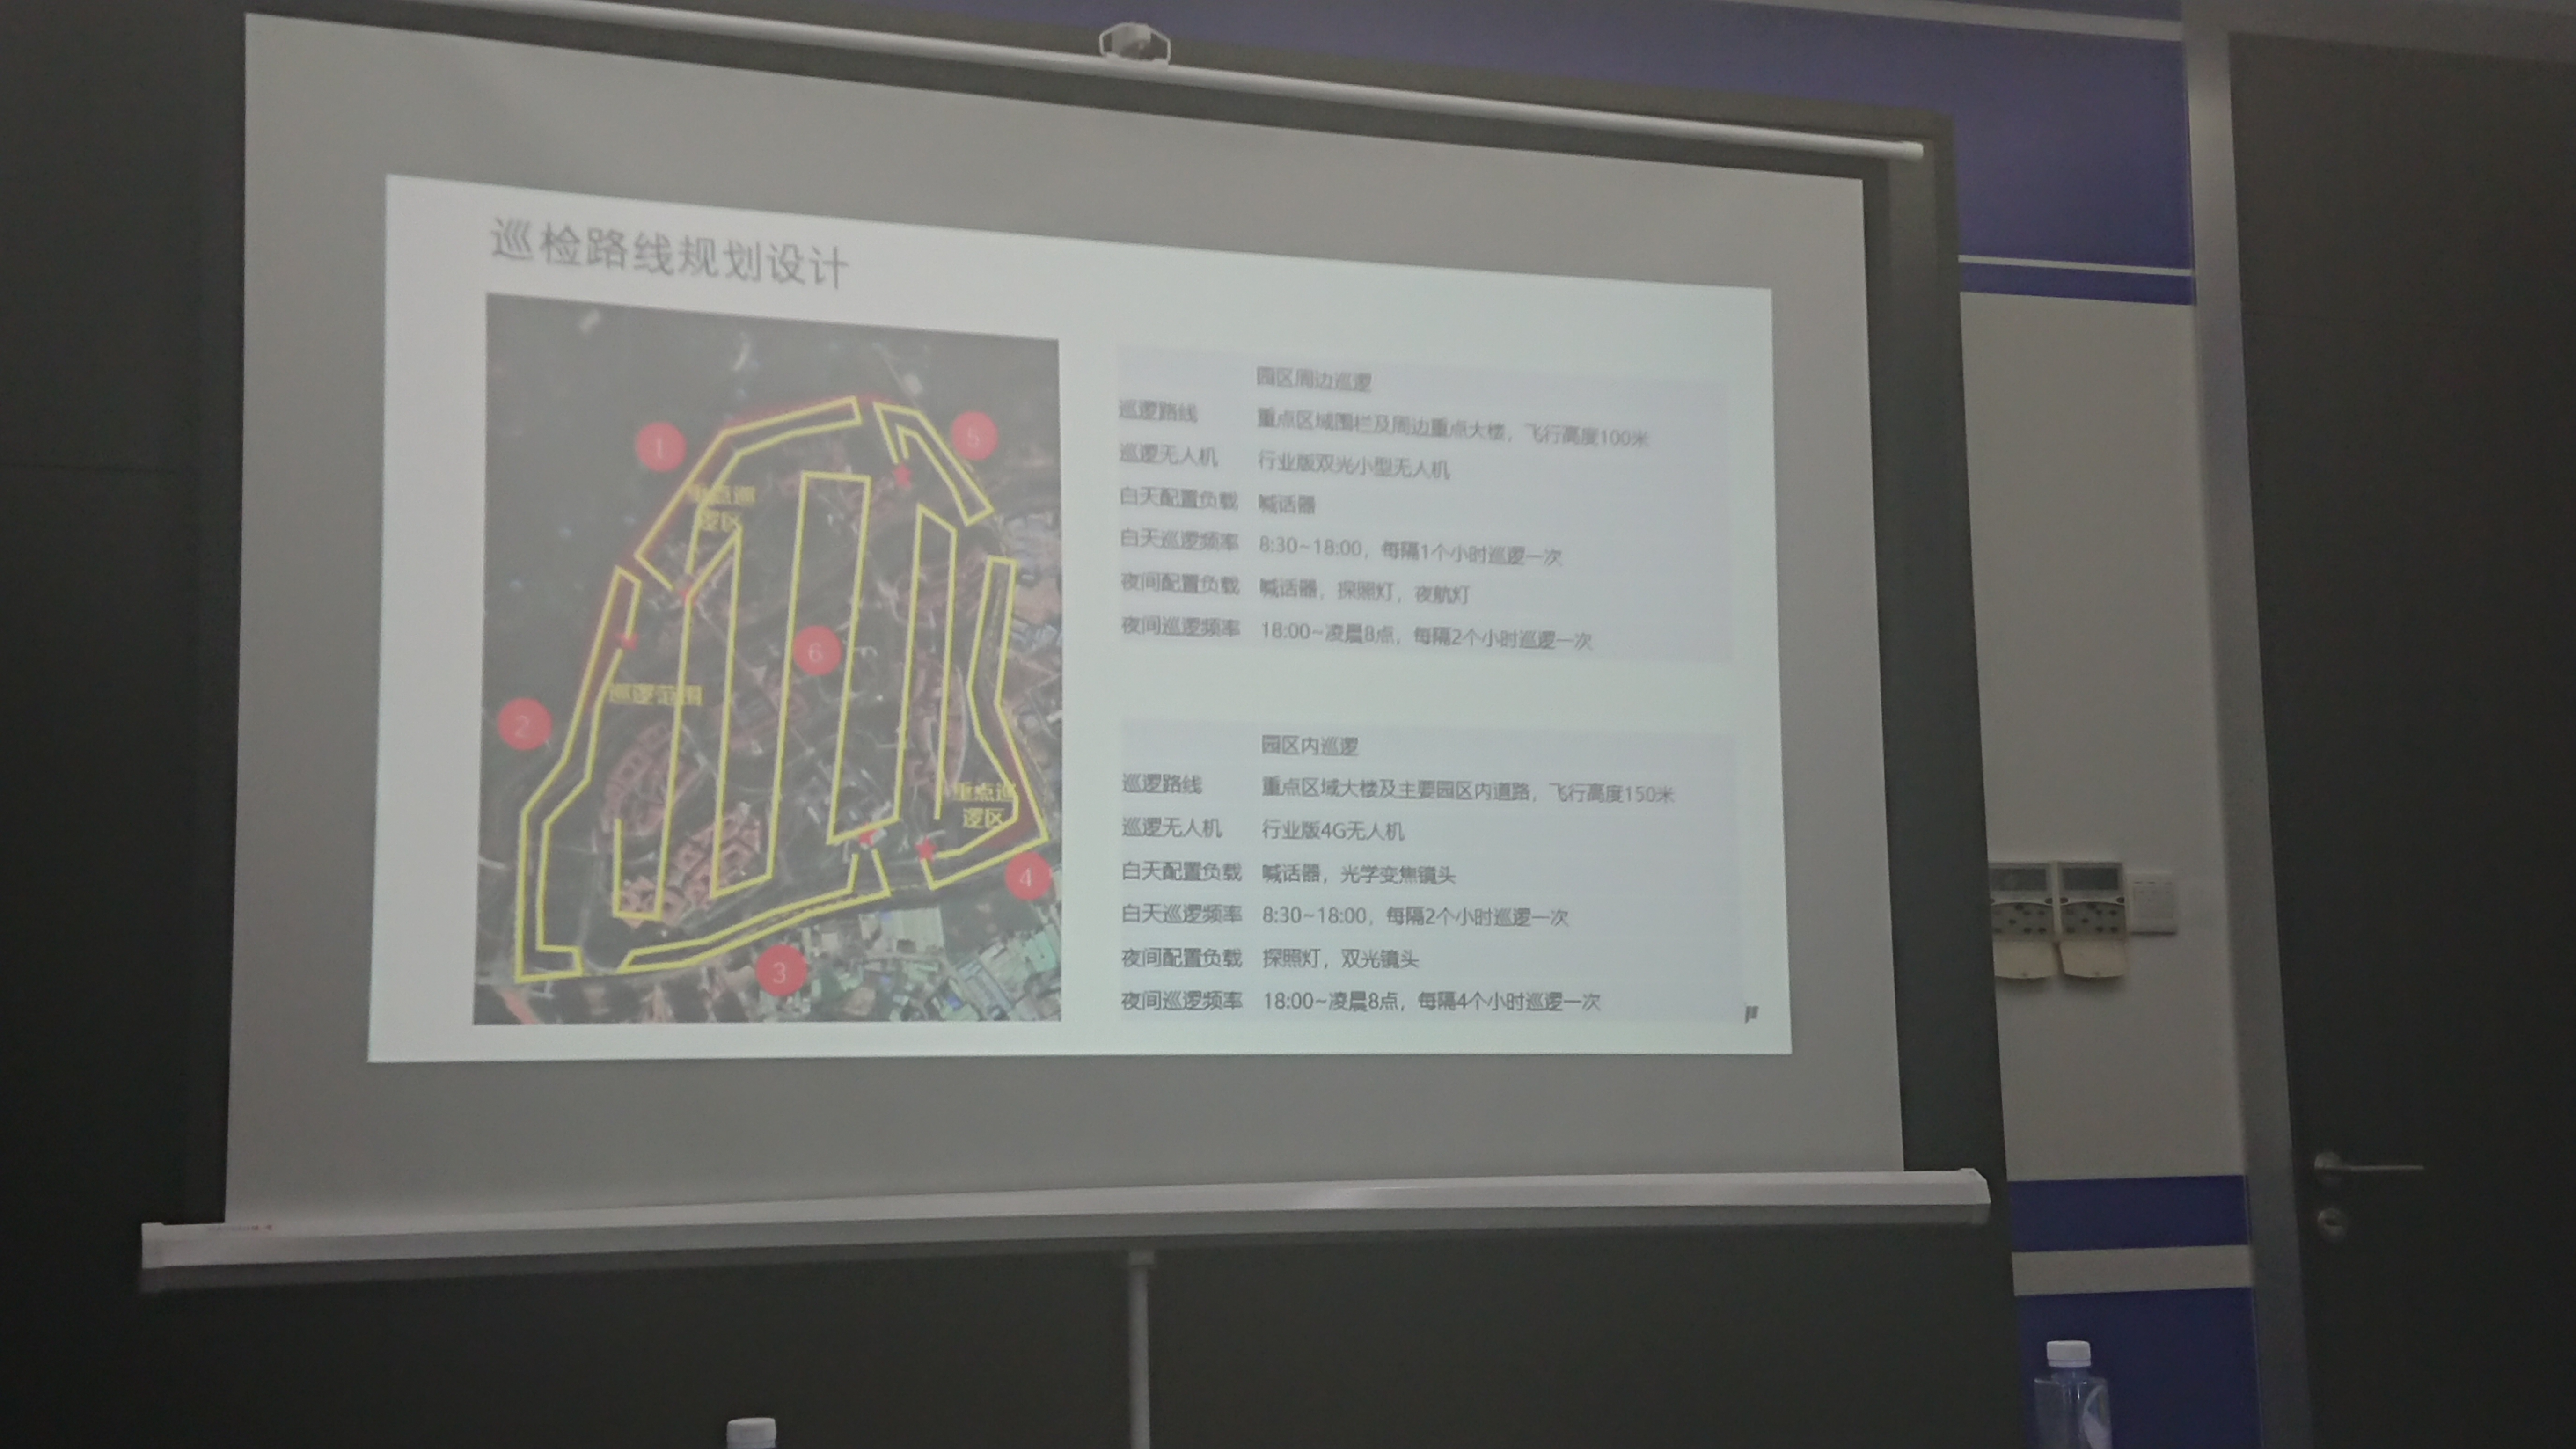 巡检路线规划设计
1
5
重点巡
逻区
6
巡逻范围
2
重点巡
逻区
4
3
园区周边巡逻
巡逻路线 重点区域围栏及周边重点大楼，飞行高度100米
巡逻无人机 行业版双光小型无人机
白天配置负载 喊话器
白天巡逻频率 8:30~18:00，每隔1个小时巡逻一次
夜间配置负载 喊话器，探照灯，夜航灯
夜间巡逻频率 18:00~凌晨8点，每隔2个小时巡逻一次
园区内巡逻
巡逻路线 重点区域大楼及主要园区内道路，飞行高度150米
巡逻无人机 行业版4G无人机
白天配置负载 喊话器，光学变焦镜头
白天巡逻频率 8:30~18:00，每隔2个小时巡逻一次
夜间配置负载 探照灯，双光镜头
夜间巡逻频率 18:00~凌晨8点，每隔4个小时巡逻一次